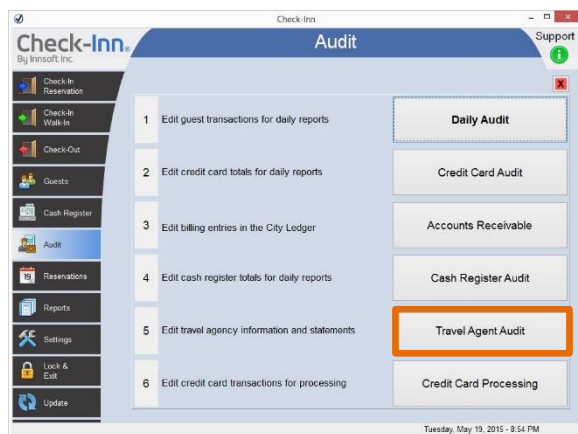 Check-Inn
Check-Inn®
By Innsoft Inc.
Audit
Support
i
X
Check-In
Reservation
Check-In
Walk-In
Check-Out
Guests
Cash Register
Audit
19
Reservations
Reports
Settings
Lock &
Exit
Update
1 Edit guest transactions for daily reports Daily Audit
2 Edit credit card totals for daily reports Credit Card Audit
3 Edit billing entries in the City Ledger Accounts Receivable
4 Edit cash register totals for daily reports Cash Register Audit
5 Edit travel agency information and statements Travel Agent Audit
6 Edit credit card transactions for processing Credit Card Processing
Tuesday, May 19, 2015 - 8:54 PM